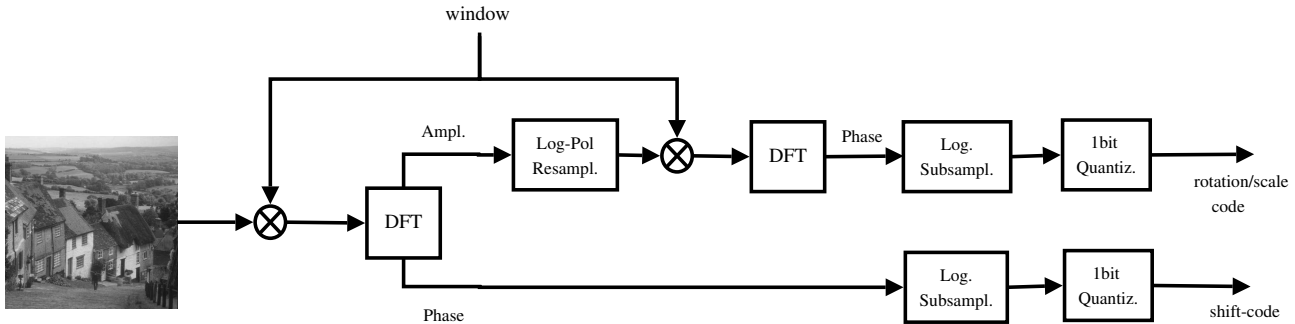 window
Ampl.
Log-Pol
Resampl.
DFT
Phase
Log.
Subsampl.
1bit
Quantiz.
rotation/scale
code
DFT
Phase
Log.
Subsampl.
1bit
Quantiz.
shift-code